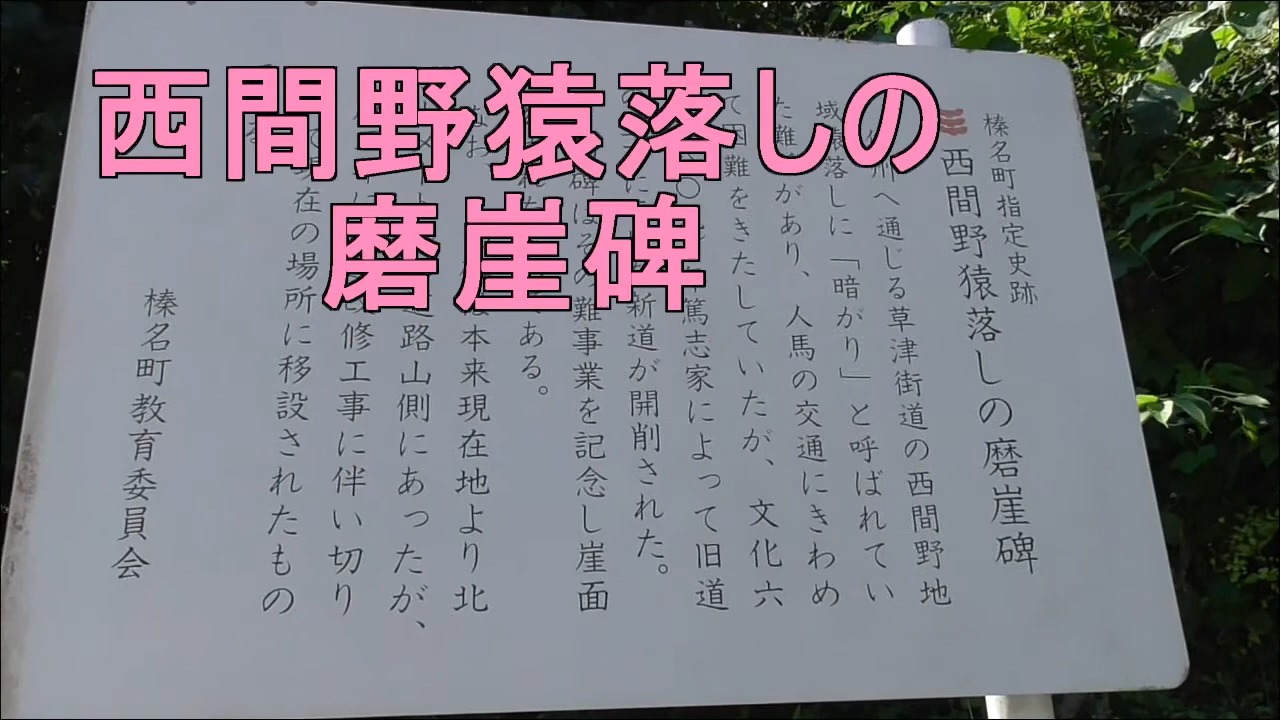 西間野猿落しの
磨崖碑
榛名町指定史跡
西間野猿落しの磨崖碑
川へ通じる草津街道の西間野地
域猿落しに「暗がり」と呼ばれてい
た難があり、人馬の交通にきわめ
て困難をきたしていたが、文化六
篤志家によって旧道
新道が開削された。
碑はその難事業を記念し崖面
れた ある。
なお 本来現在地より北
道路山側にあったが、
改修工事に伴い切り
現在の場所に移設されたもの
榛名町教育委員会